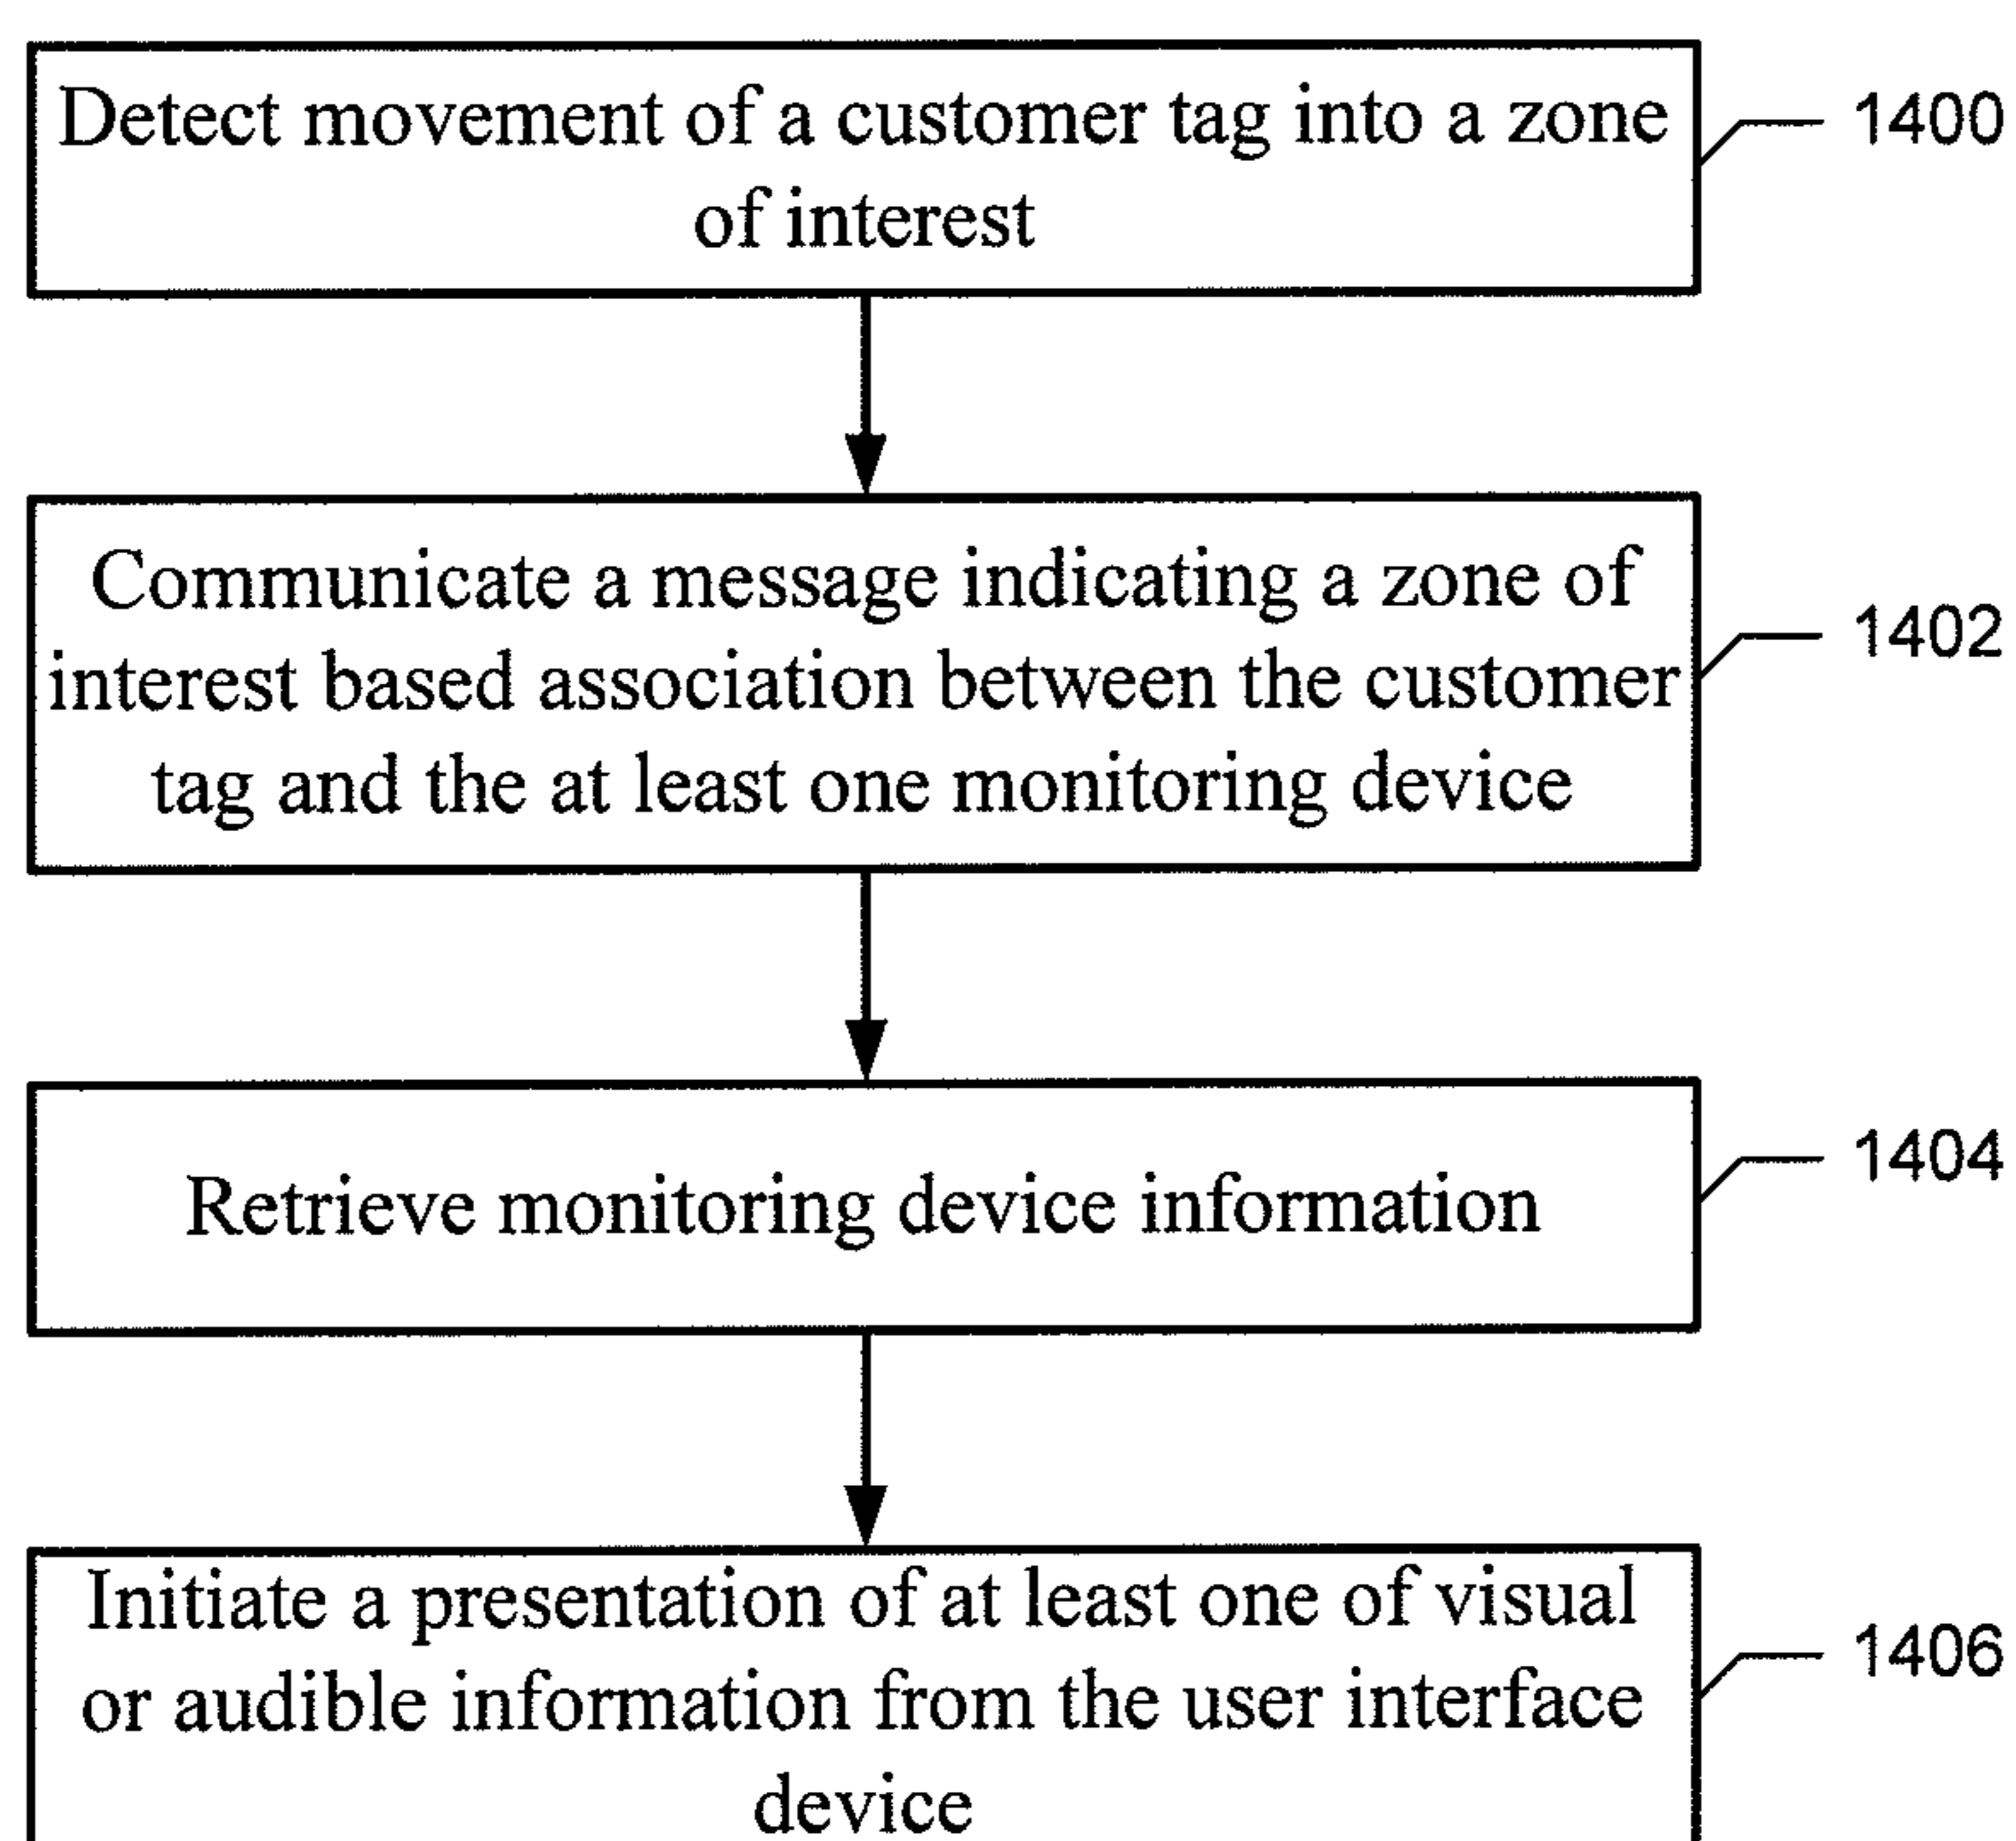 Detect movement of a customer tag into a zone
of interest
1400
Communicate a message indicating a zone of
interest based association between the customer
tag and the at least one monitoring device
1402
Retrieve monitoring device information
1404
Initiate a presentation of at least one of visual
or audible information from the user interface
device
1406